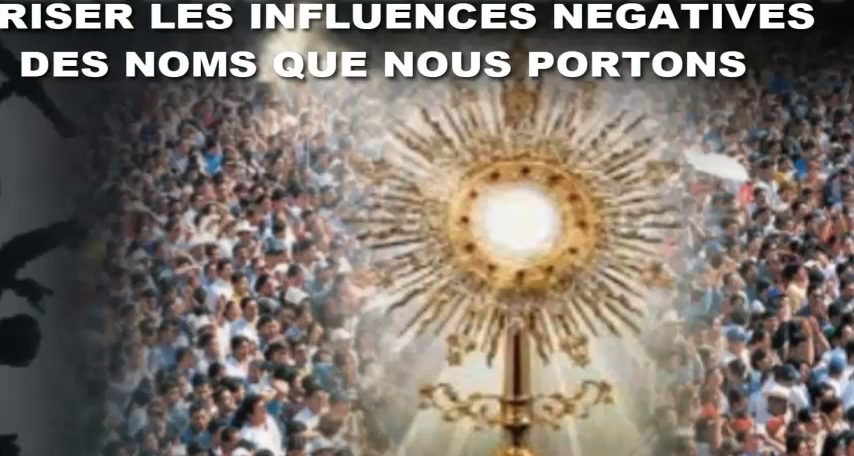 RISER LES INFLUENCES NEGATIVES
DES NOMS QUE NOUS PORTONS